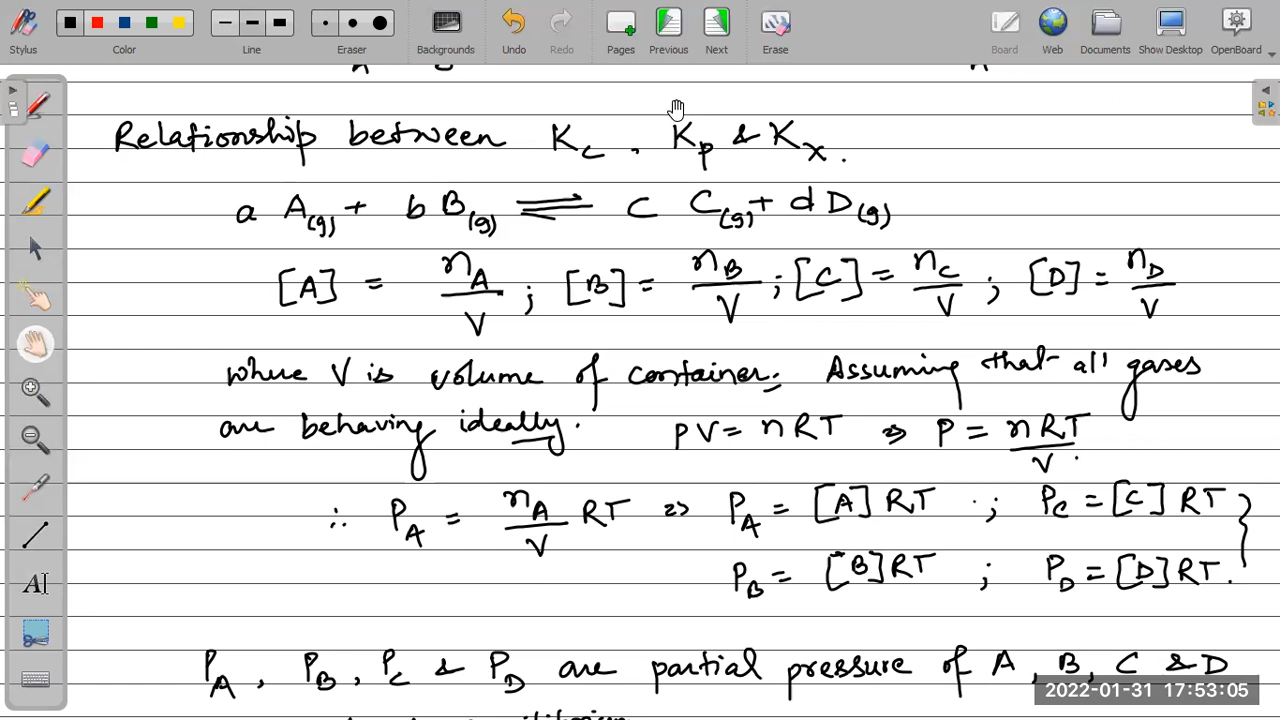 Stylus Color Line Eraser Backgrounds Undo Redo Pages Previous Next Erase Board Web Documents Show Desktop OpenBoard
Relationship between Kc, Kp & Kx.
a A(g) + b B(g) ⇌ c C(g) + d D(g)
[A] = nA/V ; [B] = nB/V ; [C] = nC/V ; [D] = nD/V
where V is volume of container. Assuming that all gases
are behaving ideally. PV = nRT ⇒ P = nRT/V.
∴ PA = nA/V RT ⇒ PA = [A] RT ; PC = [C] RT
PB = [B] RT ; PD = [D] RT.
PA, PB, PC & PD are partial pressure of A, B, C & D
2022-01-31 17:53:05